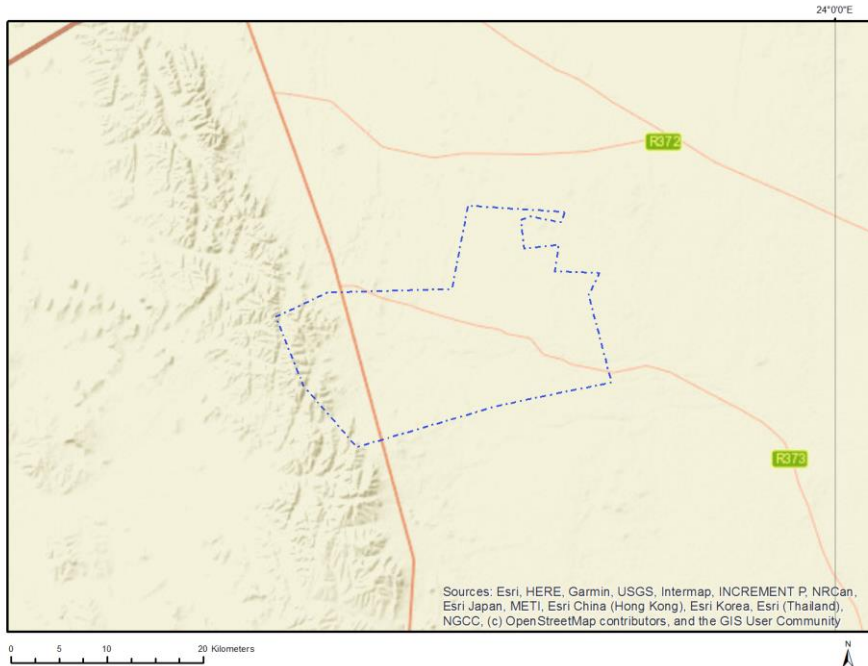 24°0'0"E
R372
R373
Sources: Esri, HERE, Garmin, USGS, Intermap, INCREMENT P, NRCan,
Esri Japan, METI, Esri China (Hong Kong), Esri Korea, Esri (Thailand),
NGCC, (c) OpenStreetMap contributors, and the GIS User Community
0 5 10 20 Kilometers
N